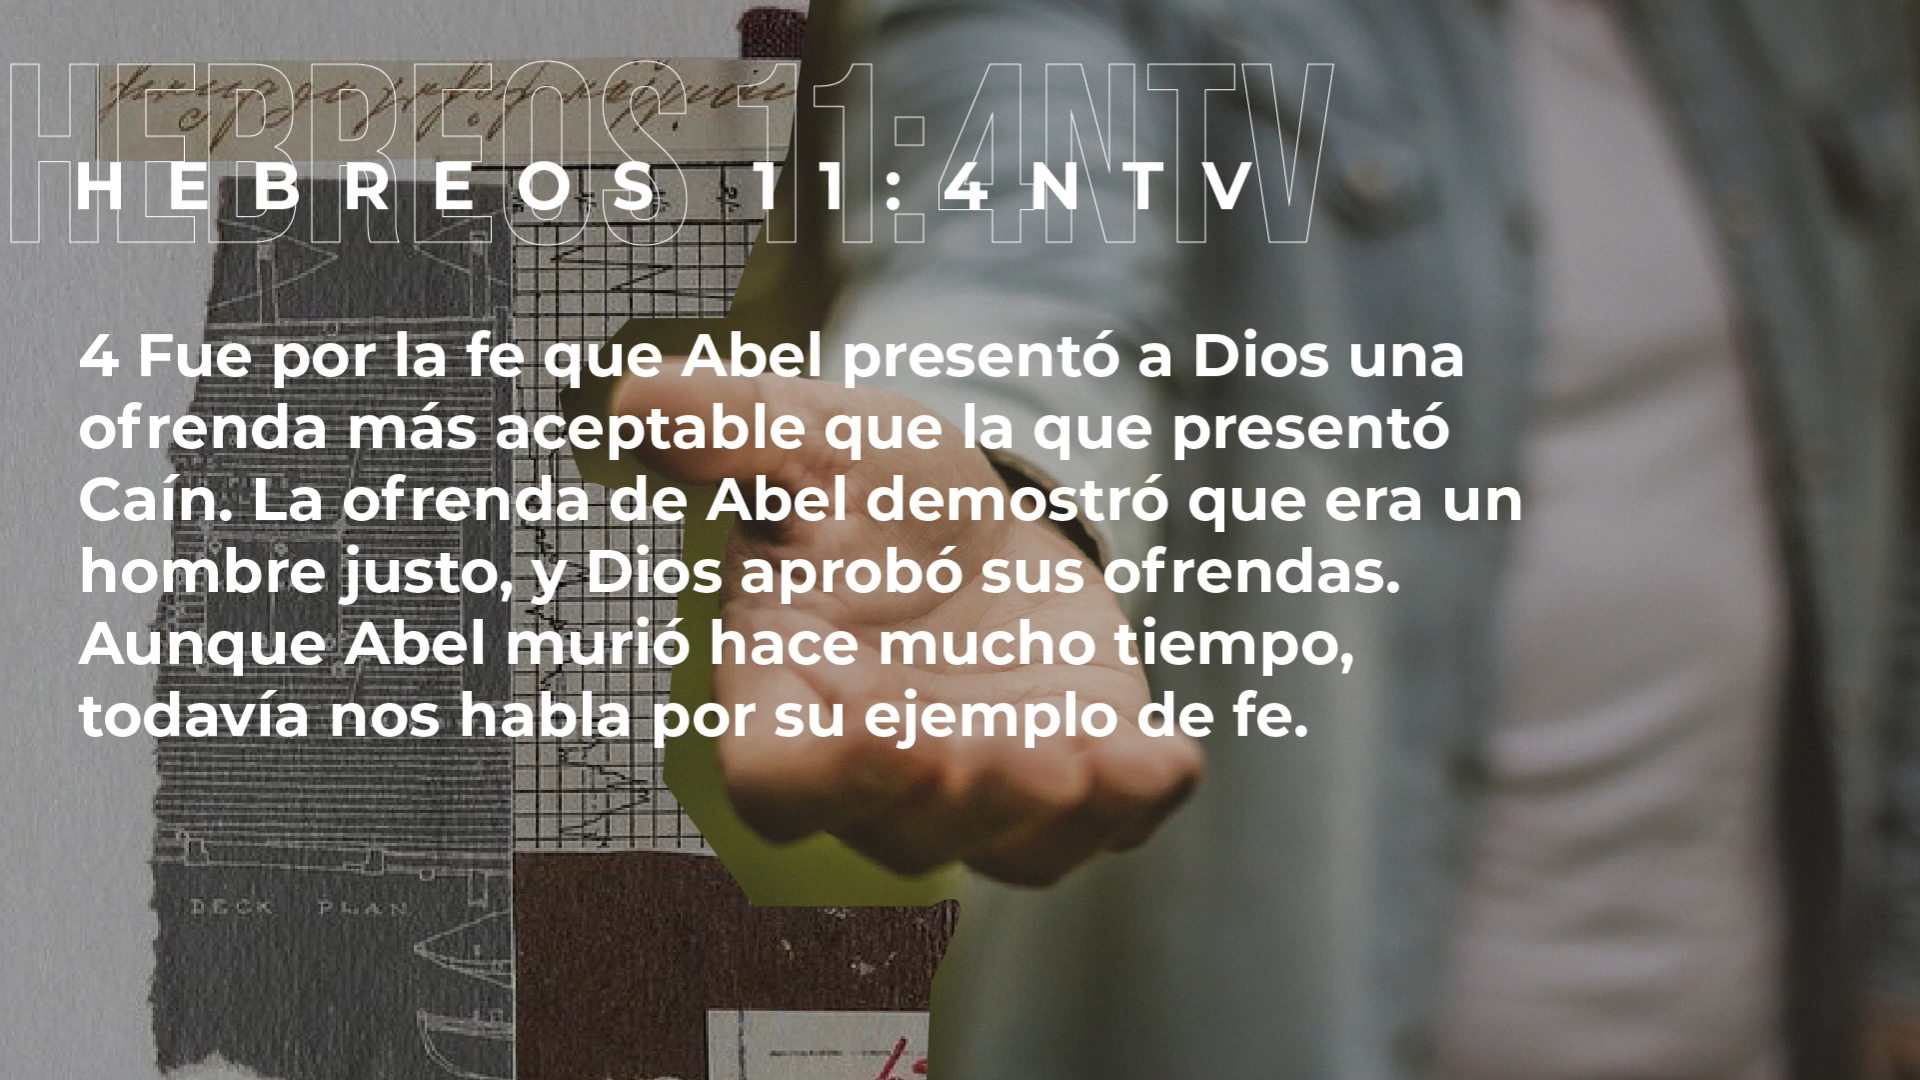 HEBREOS 11:4NTV
HEBREOS 11:4NTV
4 Fue por la fe que Abel presentó a Dios una
ofrenda más aceptable que la que presentó
Caín. La ofrenda de Abel demostró que era un
hombre justo, y Dios aprobó sus ofrendas.
Aunque Abel murió hace mucho tiempo,
todavía nos habla por su ejemplo de fe.
DECK PLAN